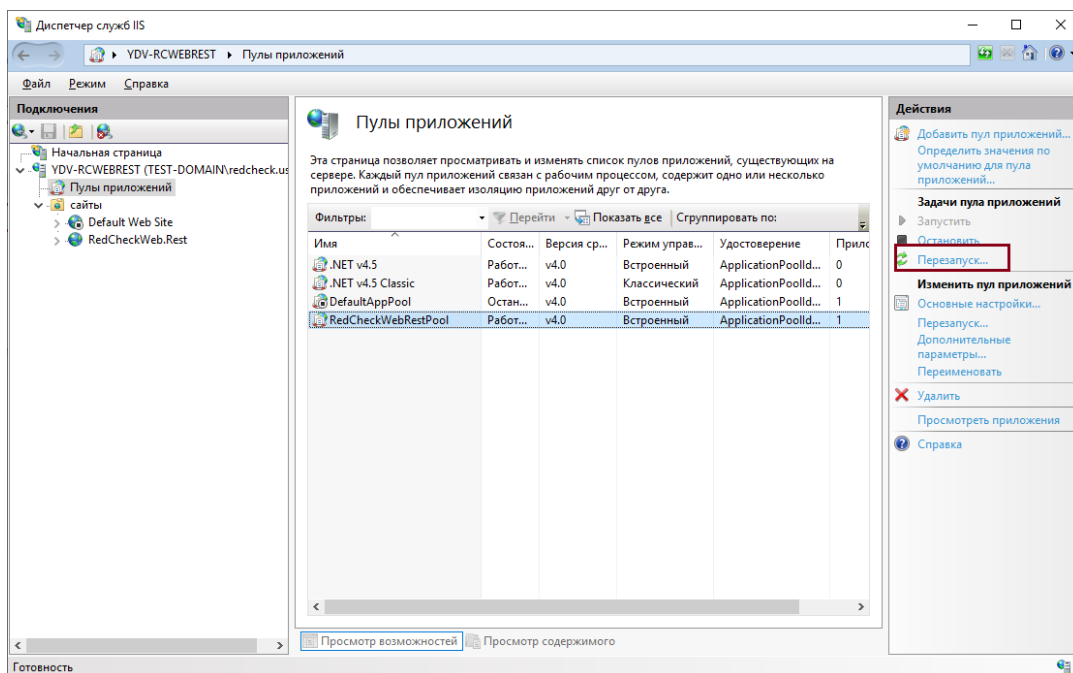 Диспетчер служб IIS
YDV-RCWEBREST
Пулы приложений
Файл Режим Справка
Подключения
Начальная страница
YDV-RCWEBREST (TEST-DOMAIN\redcheck.us
Пулы приложений
сайты
Default Web Site
RedCheckWeb.Rest
Пулы приложений
Эта страница позволяет просматривать и изменять список пулов приложений, существующих на
сервере. Каждый пул приложений связан с рабочим процессом, содержит одно или несколько
приложений и обеспечивает изоляцию приложений друг от друга.
Фильтры: Перейти Показать все Сгруппировать по:
Имя Состоя... Версия ср... Режим управ... Удостоверение Прилс
.NET v4.5 Работ... v4.0 Встроенный ApplicationPoolId... 0
.NET v4.5 Classic Работ... v4.0 Классический ApplicationPoolId... 0
DefaultAppPool Остан... v4.0 Встроенный ApplicationPoolId... 1
RedCheckWebRestPool Работ... v4.0 Встроенный ApplicationPoolId... 1
Просмотр возможностей Просмотр содержимого
Действия
Добавить пул приложений...
Определить значения по
умолчанию для пула
приложений...
Задачи пула приложений
Запустить
Остановить
Перезапуск...
Изменить пул приложений
Основные настройки...
Перезапуск...
Дополнительные
параметры...
Переименовать
Удалить
Просмотреть приложения
Справка
Готовность